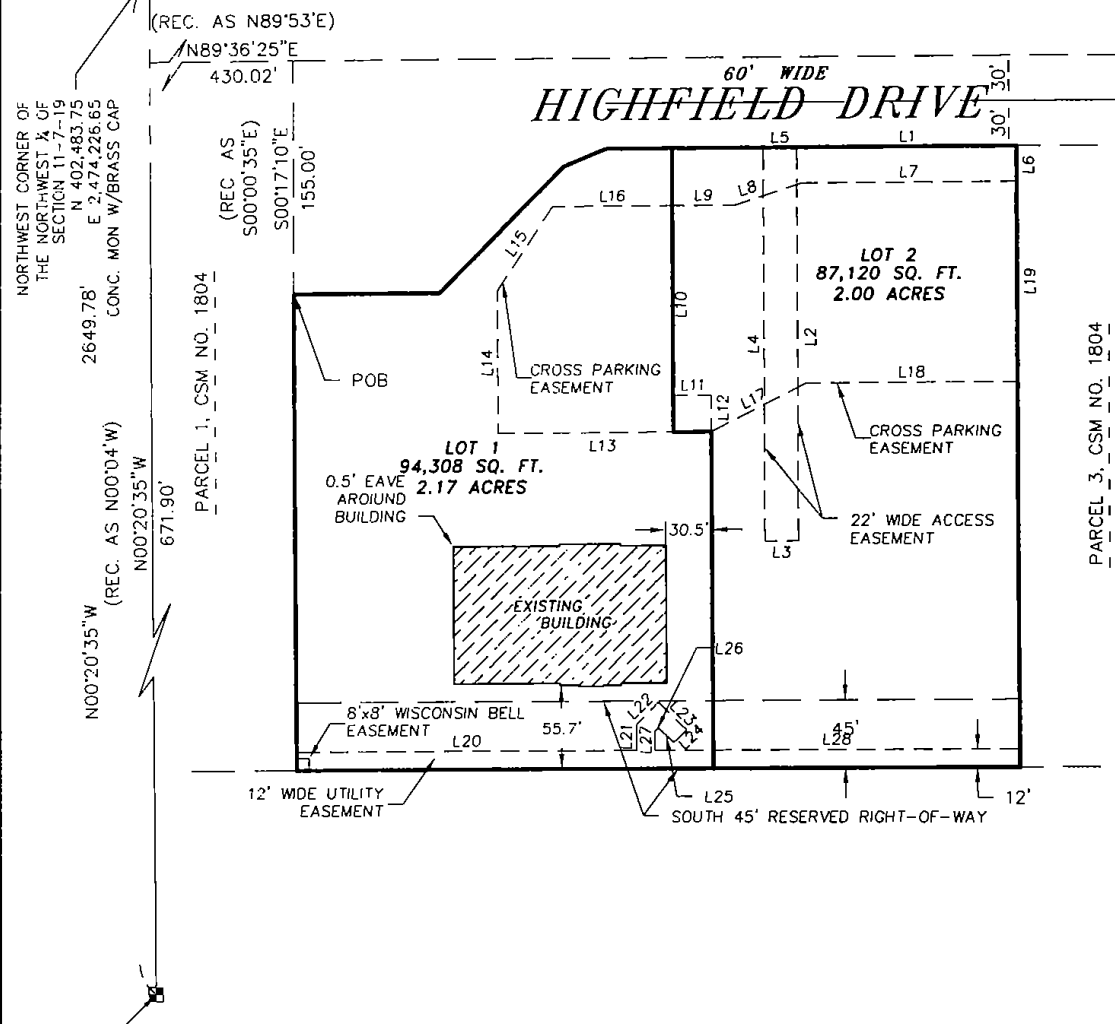 (REC. AS N89°53'E)
N89°36'25"E
430.02'
60' WIDE
HIGHFIELD DRIVE
30'
30'
NORTHWEST CORNER OF
THE NORTHWEST ¼ OF
SECTION 11-7-19
N 402,483.75
E 2,474,226.65
CONC. MON W/BRASS CAP
(REC AS
S00°00'35"E)
S00°17'10"E
155.00'
L5
L1
L6
L16
L9
L8
L7
L15
LOT 2
87,120 SQ. FT.
2.00 ACRES
L19
PARCEL 1, CSM NO. 1804
2649.78'
L10
L4
L2
L14
POB
CROSS PARKING
EASEMENT
L11
L12
L17
L18
PARCEL 3, CSM NO. 1804
L13
CROSS PARKING
EASEMENT
LOT 1
94,308 SQ. FT.
2.17 ACRES
0.5' EAVE
AROIUND
BUILDING
(REC. AS N00°04'W)
N00°20'35"W
671.90'
30.5'
22' WIDE ACCESS
EASEMENT
L3
EXISTING
BUILDING
N00°20'35"W
L26
8'x8' WISCONSIN BELL
EASEMENT
L20
55.7'
L21
L22
L27
L23
L24
45'
L28
12' WIDE UTILITY
EASEMENT
L25
12'
SOUTH 45' RESERVED RIGHT-OF-WAY